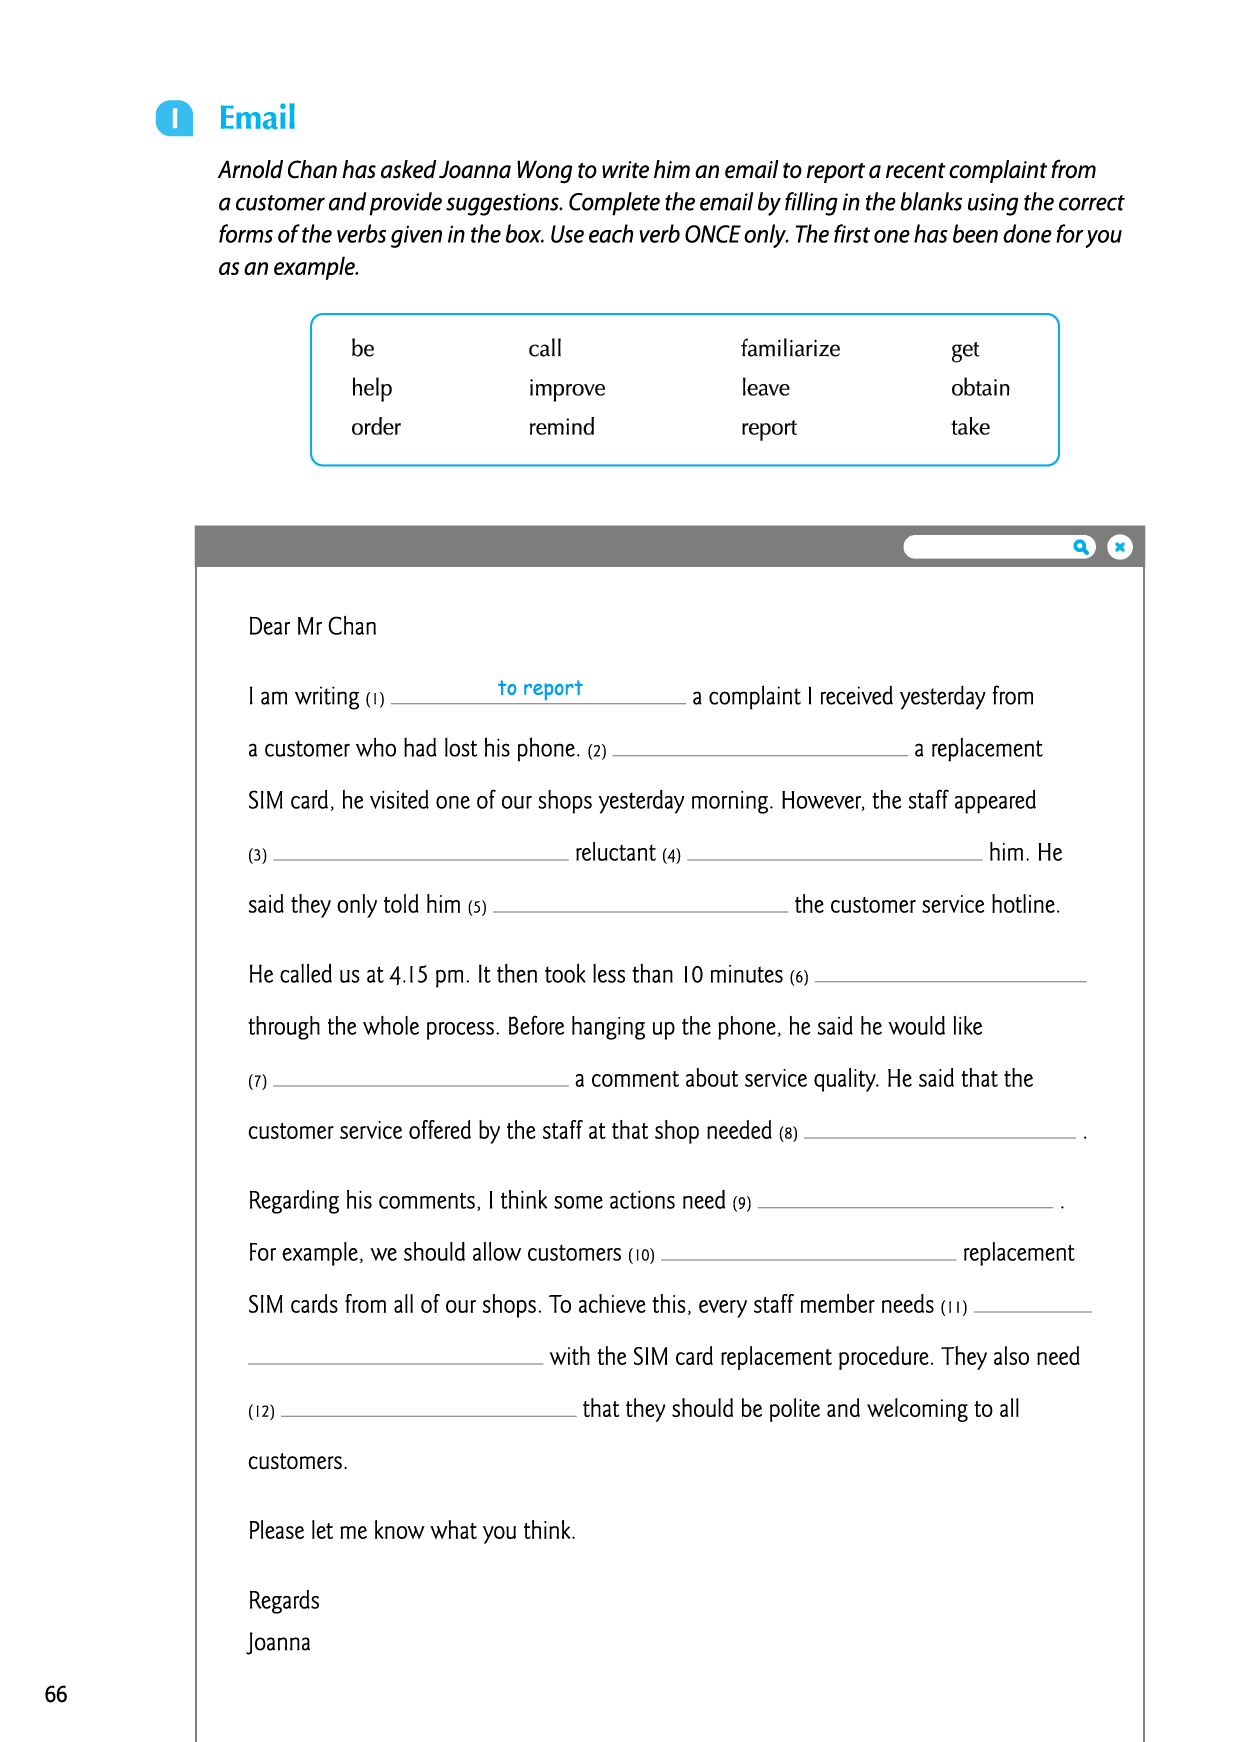 1 Email
Arnold Chan has asked Joanna Wong to write him an email to report a recent complaint from
a customer and provide suggestions. Complete the email by filling in the blanks using the correct
forms of the verbs given in the box. Use each verb ONCE only. The first one has been done for you
as an example.
be call familiarize get
help improve leave obtain
order remind report take
Dear Mr Chan
I am writing (1) to report a complaint I received yesterday from
a customer who had lost his phone. (2) a replacement
SIM card, he visited one of our shops yesterday morning. However, the staff appeared
(3) reluctant (4) him. He
said they only told him (5) the customer service hotline.
He called us at 4.15 pm. It then took less than 10 minutes (6)
through the whole process. Before hanging up the phone, he said he would like
(7) a comment about service quality. He said that the
customer service offered by the staff at that shop needed (8) .
Regarding his comments, I think some actions need (9) .
For example, we should allow customers (10) replacement
SIM cards from all of our shops. To achieve this, every staff member needs (11)
with the SIM card replacement procedure. They also need
(12) that they should be polite and welcoming to all
customers.
Please let me know what you think.
Regards
Joanna
66